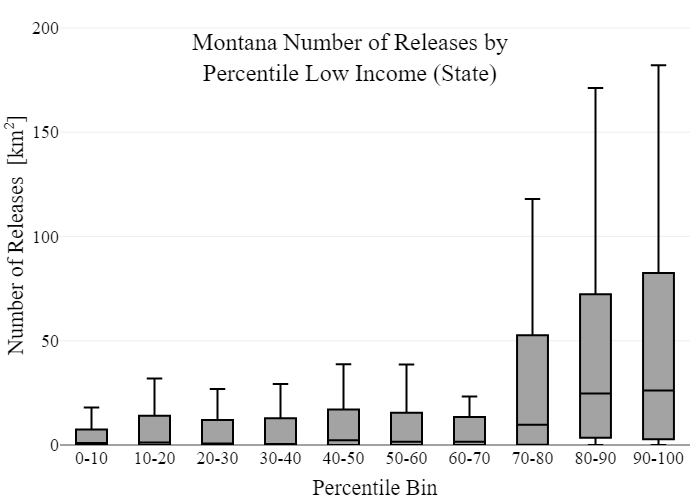 Montana Number of Releases by
Percentile Low Income (State)
Number of Releases [km²]
200
150
100
50
0
0-10 10-20 20-30 30-40 40-50 50-60 60-70 70-80 80-90 90-100
Percentile Bin